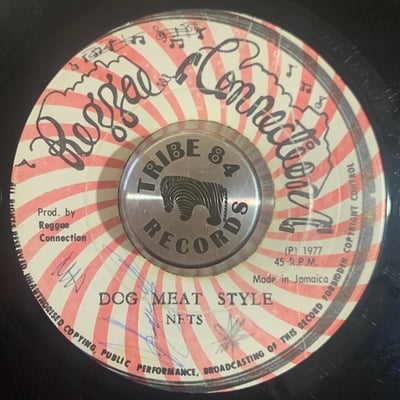 Reggae Connection
TRIBE 84
RECORDS
Prod. by
Reggae
Connection
(P) 1977
45 R.P.M.
Made in Jamaica
DOG MEAT STYLE
NETS
COPYING, PUBLIC PERFORMANCE, BROADCASTING OF THIS RECORD FORBIDDEN COPYRIGHT CONTROL